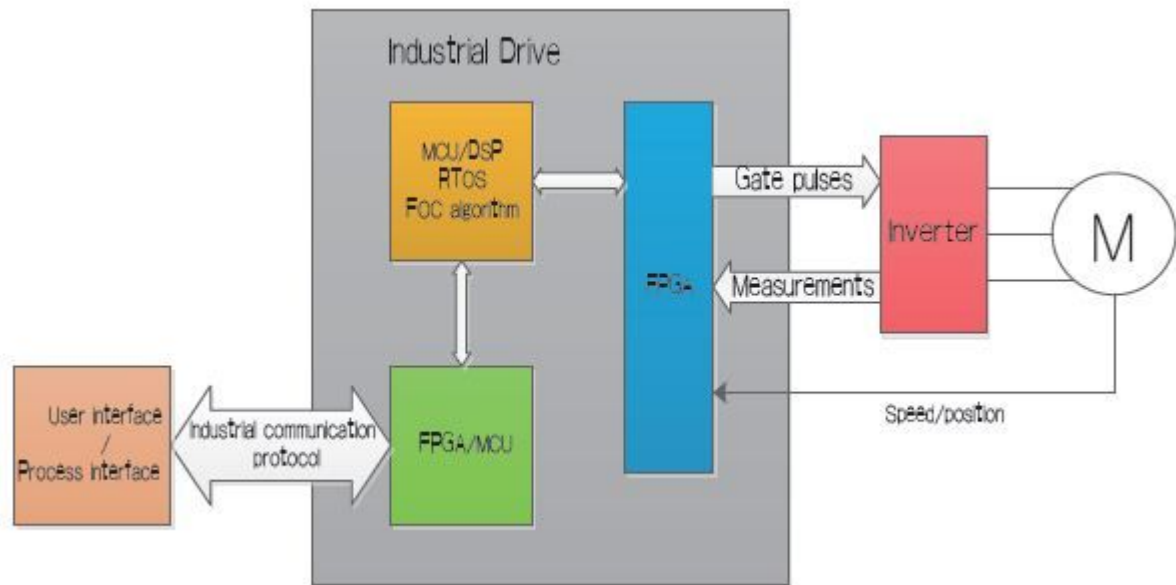 Industrial Drive
MCU/DSP
RTOS
FOC algorithm
FPGA
Gate pulses
Measurements
Inverter
M
Speed/position
User interface
/
Process interface
Industrial communication
protocol
FPGA/MCU